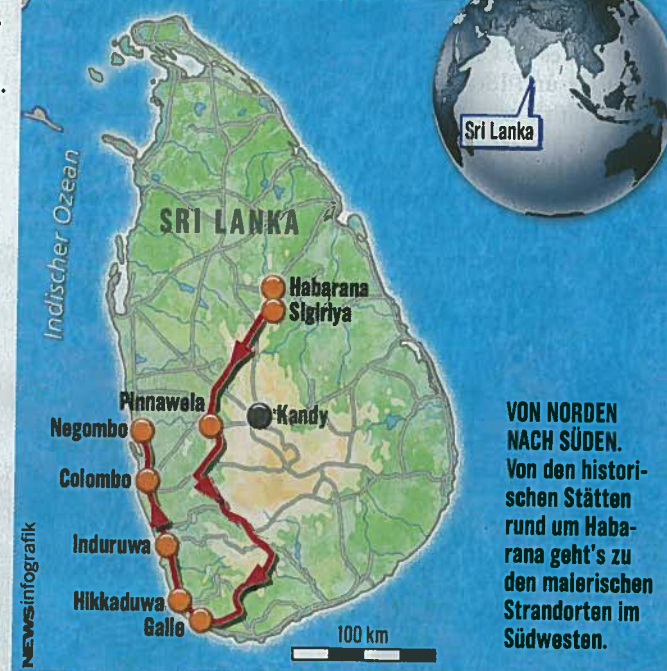 Sri Lanka
Indischer Ozean
SRI LANKA
Habarana
Sigiriya
Pinnawela
Kandy
Negombo
Colombo
Induruwa
Hikkaduwa
Galle
100 km
VON NORDEN
NACH SÜDEN.
Von den histori-
schen Stätten
rund um Haba-
rana geht's zu
den malerischen
Strandorten im
Südwesten.
NEWSinfografik